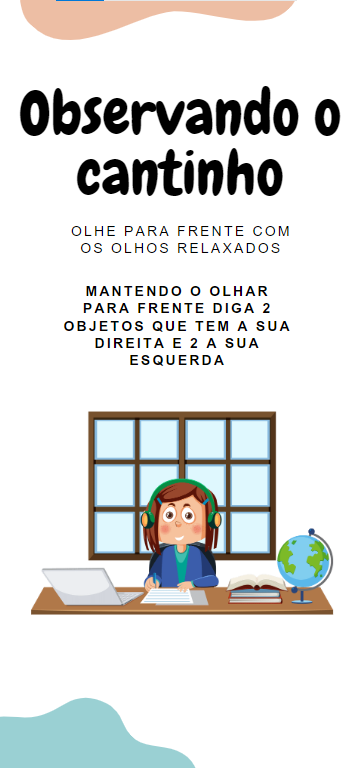 Observando o
cantinho
OLHE PARA FRENTE COM
OS OLHOS RELAXADOS
MANTENDO O OLHAR
PARA FRENTE DIGA 2
OBJETOS QUE TEM A SUA
DIREITA E 2 A SUA
ESQUERDA